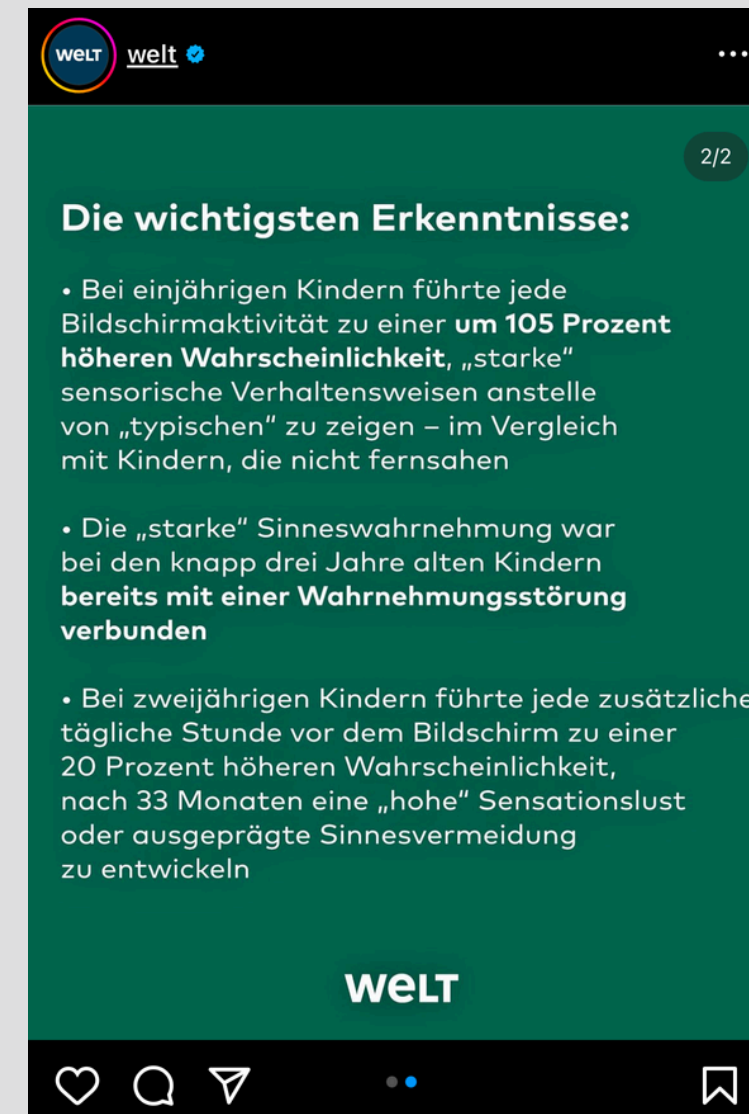 WELT welt
2/2
Die wichtigsten Erkenntnisse:
• Bei einjährigen Kindern führte jede
Bildschirmaktivität zu einer um 105 Prozent
höheren Wahrscheinlichkeit, „starke“
sensorische Verhaltensweisen anstelle
von „typischen“ zu zeigen – im Vergleich
mit Kindern, die nicht fernsahen
• Die „starke“ Sinneswahrnehmung war
bei den knapp drei Jahre alten Kindern
bereits mit einer Wahrnehmungsstörung
verbunden
• Bei zweijährigen Kindern führte jede zusätzliche
tägliche Stunde vor dem Bildschirm zu einer
20 Prozent höheren Wahrscheinlichkeit,
nach 33 Monaten eine „hohe“ Sensationslust
oder ausgeprägte Sinnesvermeidung
zu entwickeln
WELT